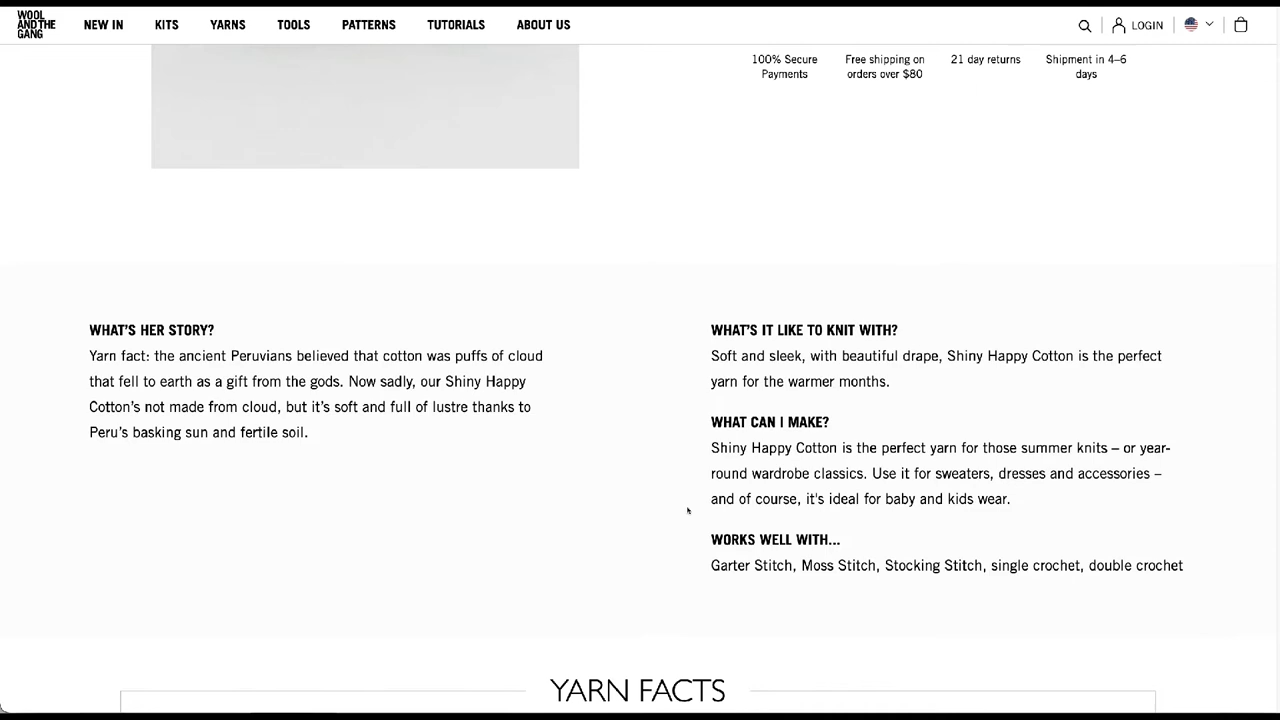 WOOL
AND THE
GANG
NEW IN KITS YARNS TOOLS PATTERNS TUTORIALS ABOUT US LOGIN
100% Secure
Payments
Free shipping on
orders over $80
21 day returns
Shipment in 4–6
days
WHAT'S HER STORY?
Yarn fact: the ancient Peruvians believed that cotton was puffs of cloud
that fell to earth as a gift from the gods. Now sadly, our Shiny Happy
Cotton's not made from cloud, but it's soft and full of lustre thanks to
Peru's basking sun and fertile soil.
WHAT'S IT LIKE TO KNIT WITH?
Soft and sleek, with beautiful drape, Shiny Happy Cotton is the perfect
yarn for the warmer months.
WHAT CAN I MAKE?
Shiny Happy Cotton is the perfect yarn for those summer knits – or year-
round wardrobe classics. Use it for sweaters, dresses and accessories –
and of course, it's ideal for baby and kids wear.
WORKS WELL WITH...
Garter Stitch, Moss Stitch, Stocking Stitch, single crochet, double crochet
YARN FACTS